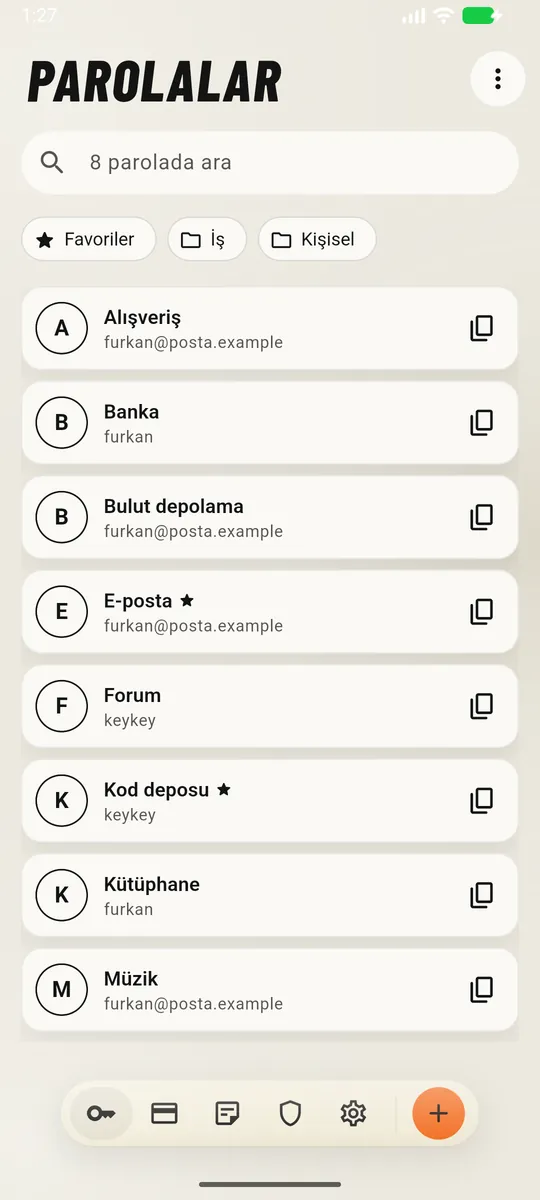 1:27
PAROLALAR
8 parolada ara
Favoriler
İş
Kişisel
A
Alışveriş
furkan@posta.example
B
Banka
furkan
B
Bulut depolama
furkan@posta.example
E
E-posta
furkan@posta.example
F
Forum
keykey
K
Kod deposu
keykey
K
Kütüphane
furkan
M
Müzik
furkan@posta.example